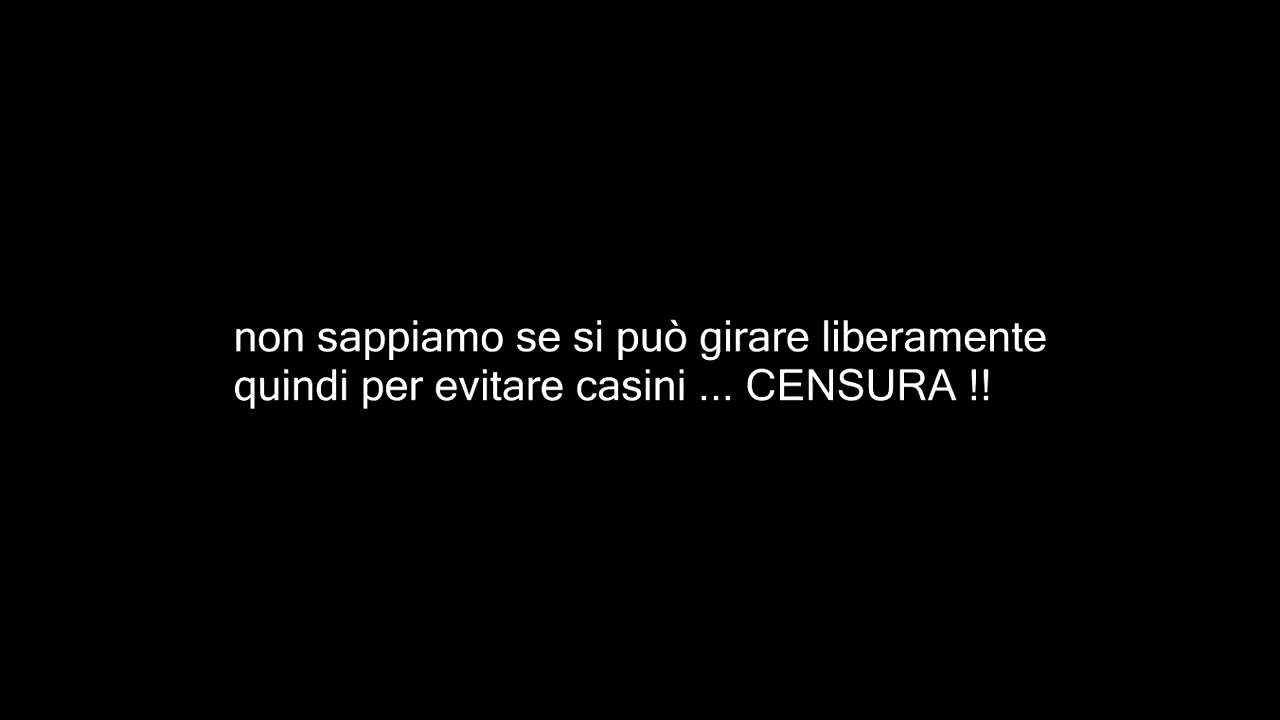 non sappiamo se si può girare liberamente
quindi per evitare casini ... CENSURA !!